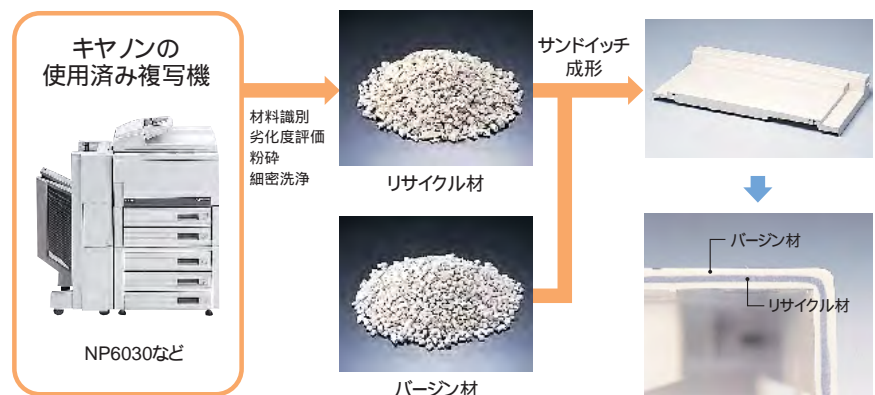 キヤノンの
使用済み複写機
NP6030など
材料識別
劣化度評価
粉砕
細密洗浄
リサイクル材
バージン材
サンドイッチ
成形
バージン材
リサイクル材